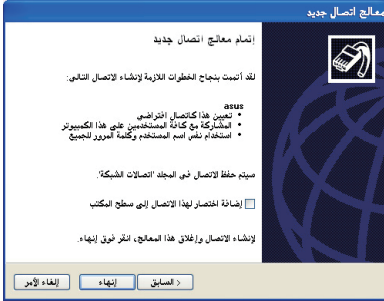 معالج اتصال جديد
إتمام معالج اتصال جديد
لقد أتممت بنجاح الخطوات اللازمة لإنشاء الاتصال التالي:
asus
• تعيين هذا كاتصال افتراضي
• المشاركة مع كافة المستخدمين على هذا الكمبيوتر
• استخدام نفس اسم المستخدم وكلمة المرور للجميع
سيتم حفظ الاتصال في المجلد 'اتصالات الشبكة'.
إضافة اختصار لهذا الاتصال إلى سطح المكتب
لإنشاء الاتصال وإغلاق هذا المعالج، انقر فوق إنهاء.
< السابق
إنهاء
إلغاء الأمر